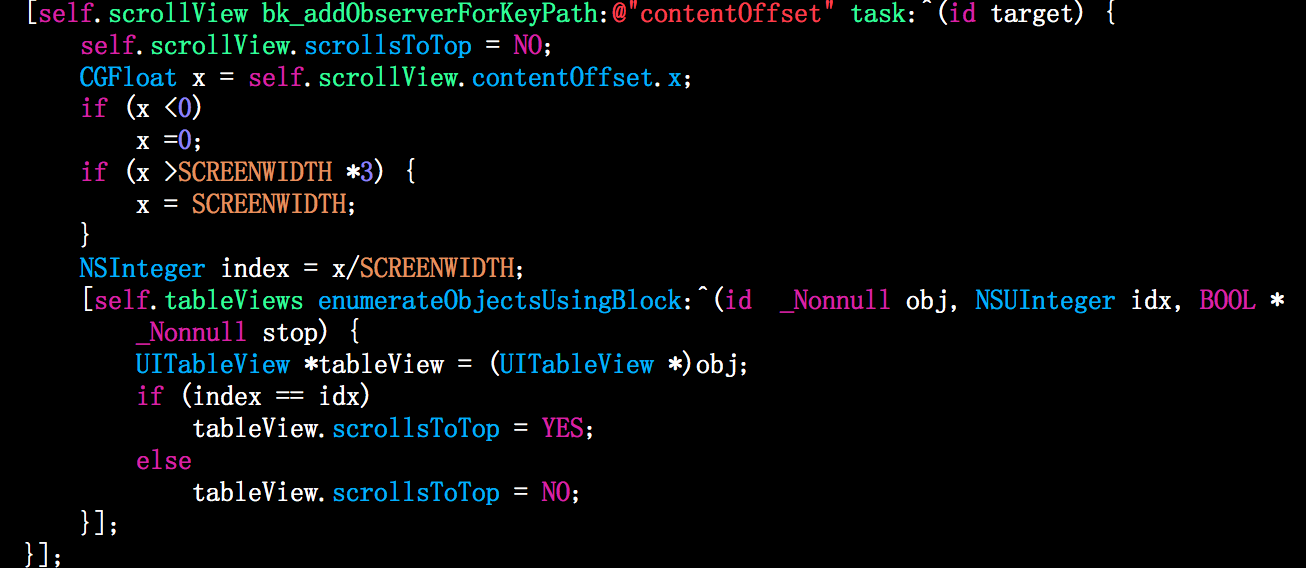 [self.scrollView bk_addObserverForKeyPath:@"contentOffset" task:^(id target) {
    self.scrollView.scrollsToTop = NO;
    CGFloat x = self.scrollView.contentOffset.x;
    if (x <0)
        x =0;
    if (x >SCREENWIDTH *3) {
        x = SCREENWIDTH;
    }
    NSInteger index = x/SCREENWIDTH;
    [self.tableViews enumerateObjectsUsingBlock:^(id  _Nonnull obj, NSUInteger idx, BOOL *
        _Nonnull stop) {
        UITableView *tableView = (UITableView *)obj;
        if (index == idx)
            tableView.scrollsToTop = YES;
        else
            tableView.scrollsToTop = NO;
    }];
}];